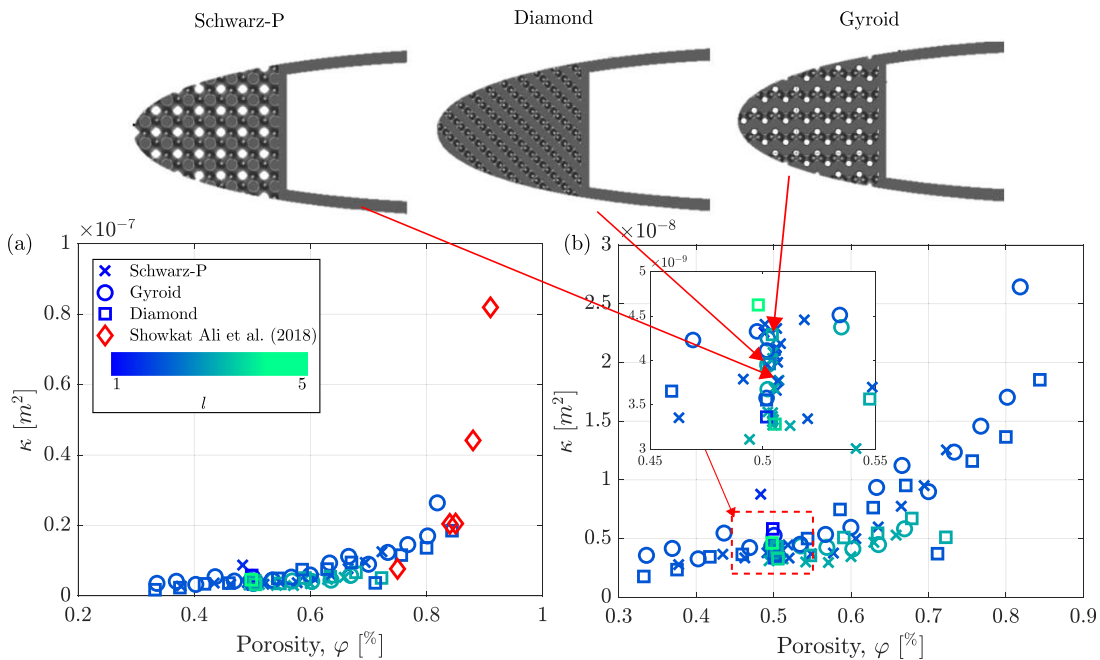 Schwarz-P
Diamond
Gyroid
(a)
×10⁻⁷
1
0.8
0.6
0.4
0.2
0
κ [m²]
Schwarz-P
Gyroid
Diamond
Showkat Ali et al. (2018)
1
5
l
0.2
0.4
0.6
0.8
1
Porosity, φ [%]
(b)
×10⁻⁸
3
2.5
2
1.5
1
0.5
0
κ [m²]
×10⁻⁹
5
4.5
4
3.5
3
0.45
0.5
0.55
0.3
0.4
0.5
0.6
0.7
0.8
0.9
Porosity, φ [%]